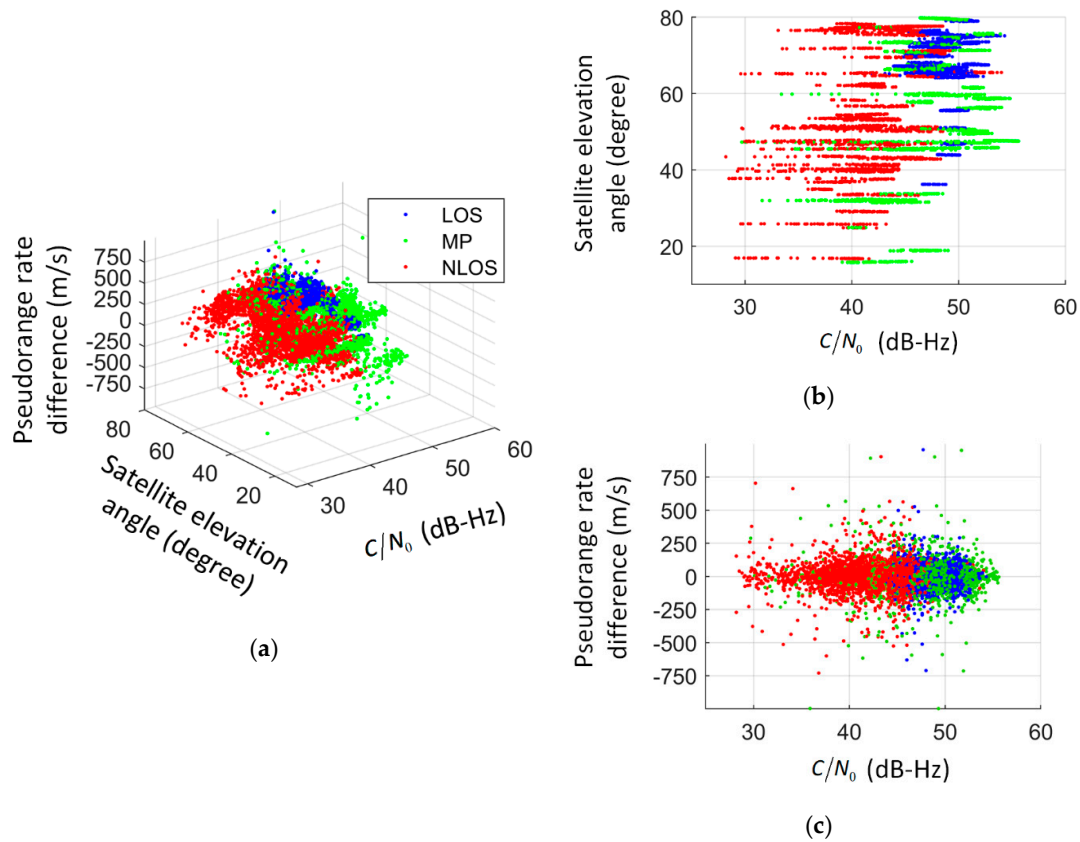 Pseudorange rate
difference (m/s)
750
500
250
0
-250
-500
-750
80
60
40
20
Satellite elevation
angle (degree)
30
40
50
60
C/N₀ (dB-Hz)
LOS
MP
NLOS
(a)
Satellite elevation
angle (degree)
80
60
40
20
30
40
50
60
C/N₀ (dB-Hz)
(b)
Pseudorange rate
difference (m/s)
750
500
250
0
-250
-500
-750
30
40
50
60
C/N₀ (dB-Hz)
(c)